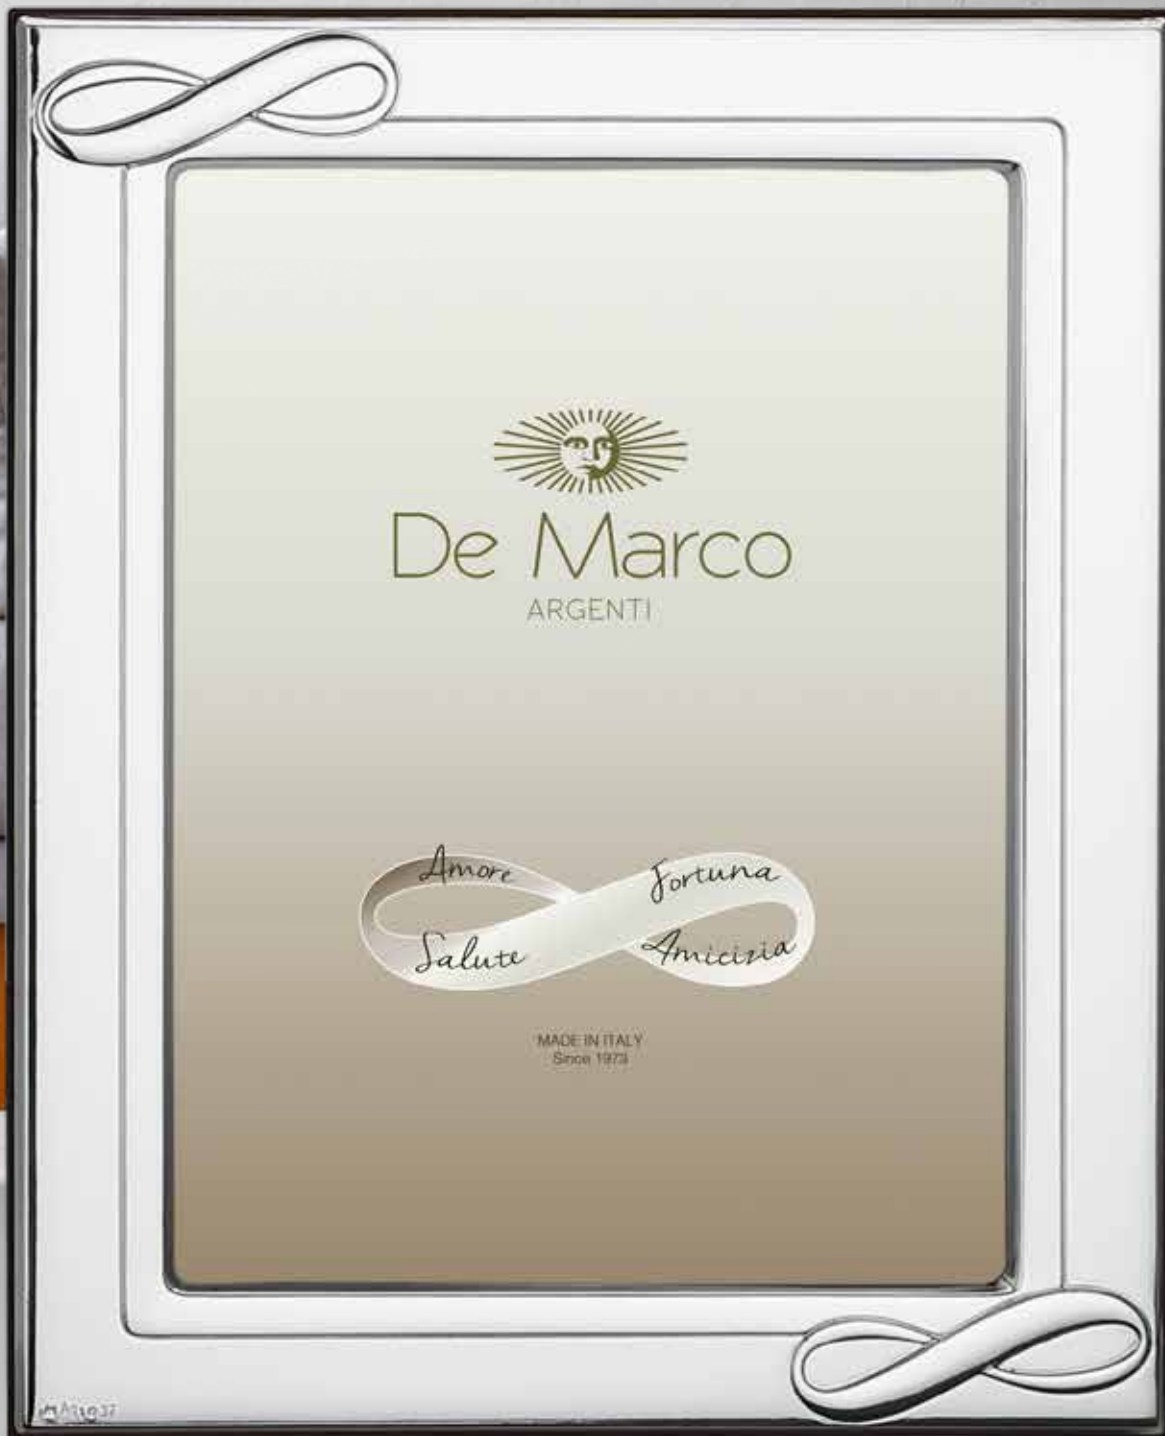 De Marco
ARGENTI
Amore Fortuna
Salute Amicizia
MADE IN ITALY
Since 1973